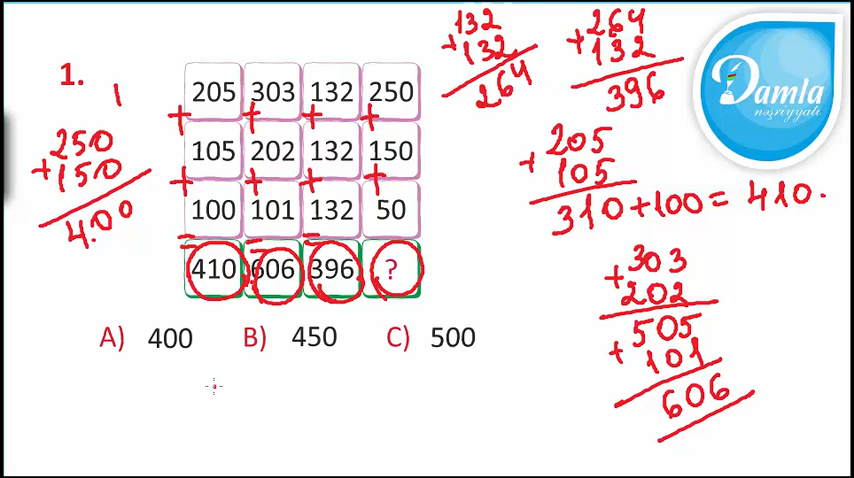 1.
205 303 132 250
+ + + +
105 202 132 150
+ + + +
100 101 132 50
= = =
410 606 396 ?
A) 400 B) 450 C) 500
1
250
+150
4.00
132
+132
264
264
+132
396
205
+ 105
310+100=410.
303
+202
505
+101
606
Damla
nəşriyyatı